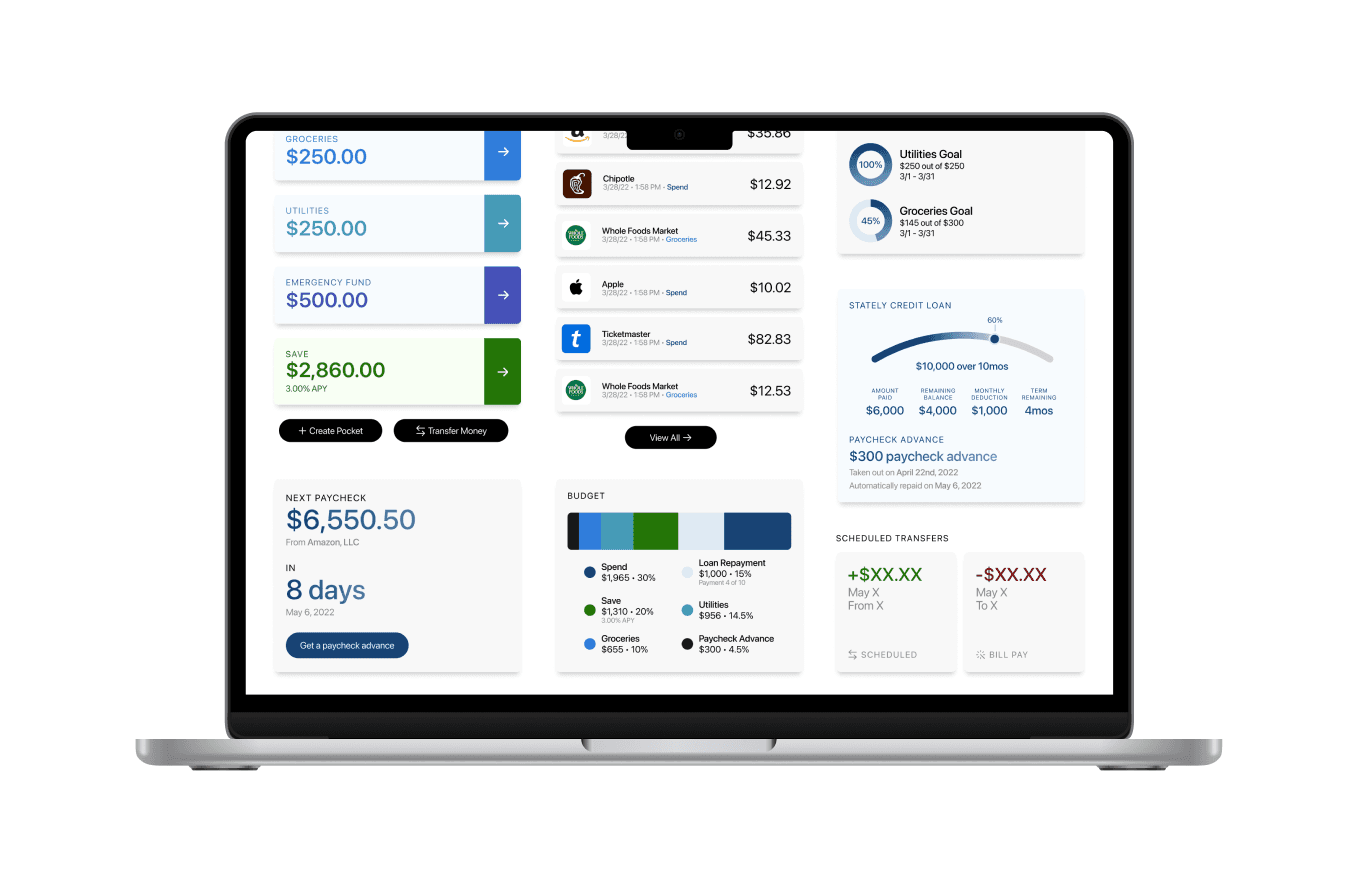 GROCERIES
$250.00
UTILITIES
$250.00
EMERGENCY FUND
$500.00
SAVE
$2,860.00
3.00% APY
+ Create Pocket
Transfer Money
NEXT PAYCHECK
$6,550.50
From Amazon, LLC
IN
8 days
May 6, 2022
Get a paycheck advance
a
3/28/22
$35.86
Chipotle
3/28/22 • 1:58 PM • Spend
$12.92
WHOLE
FOODS
Whole Foods Market
3/28/22 • 1:58 PM • Groceries
$45.33
Apple
3/28/22 • 1:58 PM • Spend
$10.02
t
Ticketmaster
3/28/22 • 1:58 PM • Spend
$82.83
WHOLE
FOODS
Whole Foods Market
3/28/22 • 1:58 PM • Groceries
$12.53
View All →
BUDGET
Spend
$1,965 • 30%
Save
$1,310 • 20%
3.00% APY
Groceries
$655 • 10%
Loan Repayment
$1,000 • 15%
Payment 4 of 10
Utilities
$956 • 14.5%
Paycheck Advance
$300 • 4.5%
100%
Utilities Goal
$250 out of $250
3/1 - 3/31
45%
Groceries Goal
$145 out of $300
3/1 - 3/31
STATELY CREDIT LOAN
60%
$10,000 over 10mos
AMOUNT PAID
$6,000
REMAINING BALANCE
$4,000
MONTHLY DEDUCTION
$1,000
TERM REMAINING
4mos
PAYCHECK ADVANCE
$300 paycheck advance
Taken out on April 22nd, 2022
Automatically repaid on May 6, 2022
SCHEDULED TRANSFERS
+$XX.XX
May X
From X
SCHEDULED
-$XX.XX
May X
To X
BILL PAY